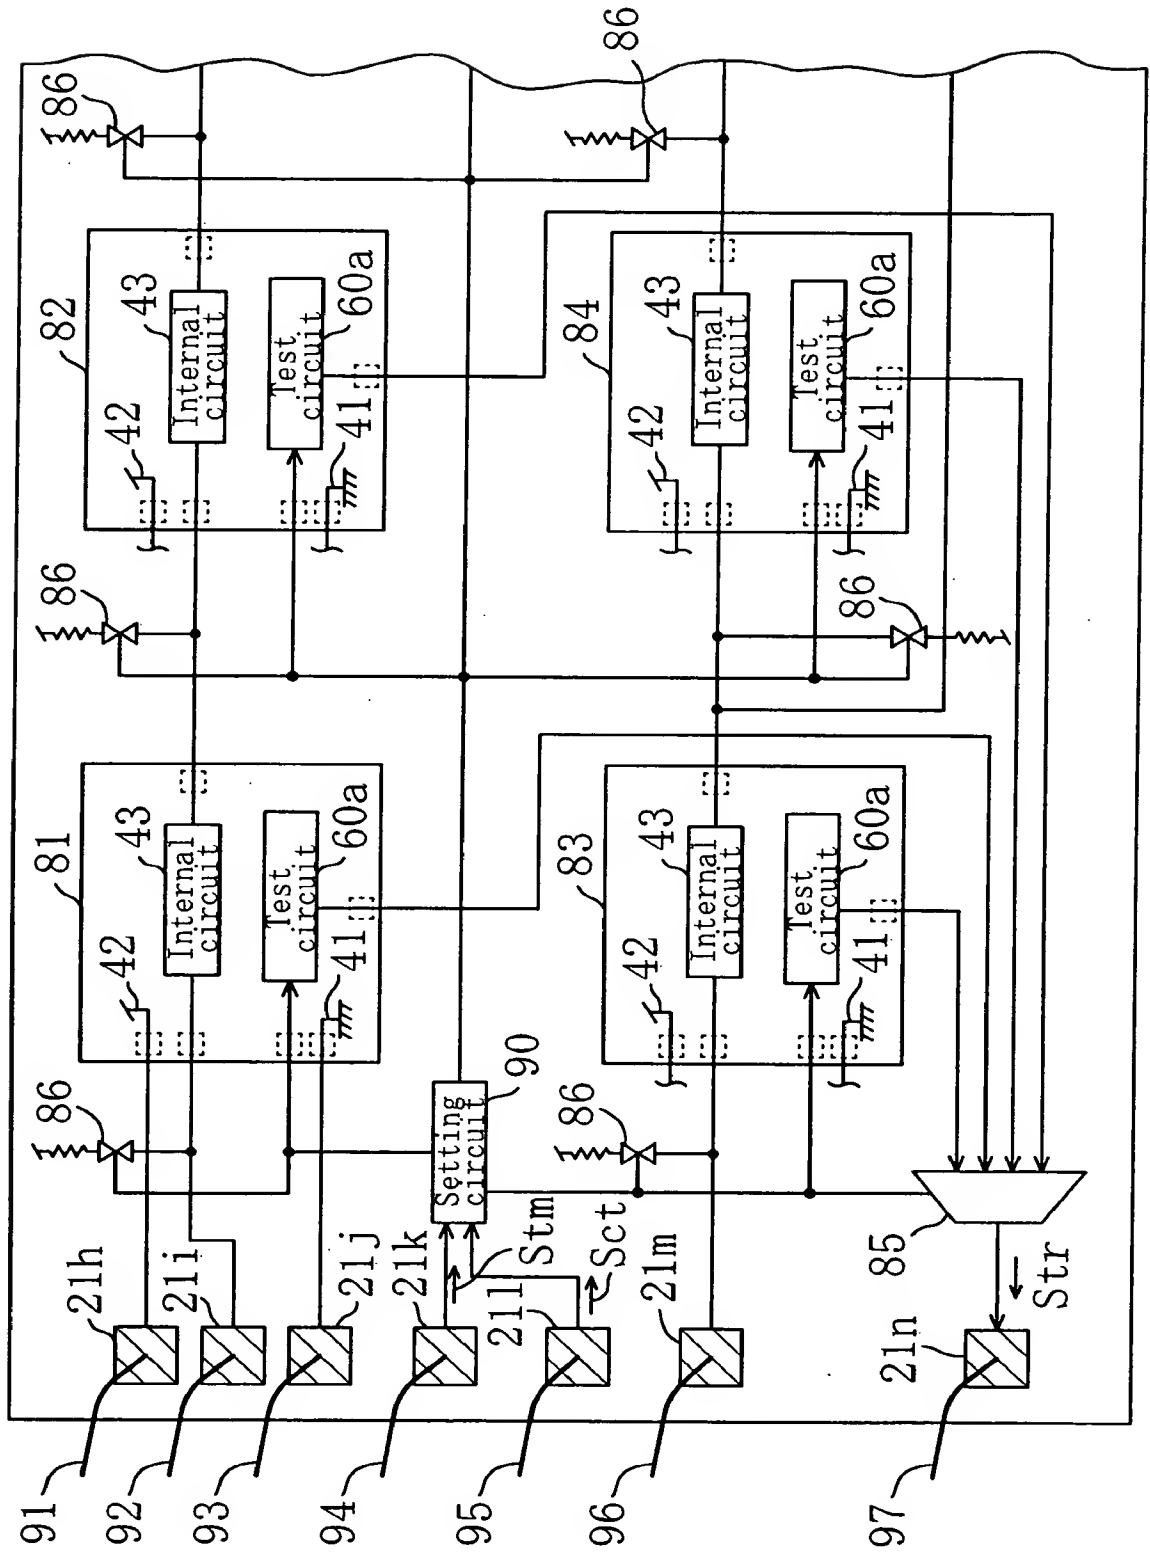 86
86
82
42
43
Internal
circuit
Test
circuit
60a
41
84
42
43
Internal
circuit
Test
circuit
60a
41
86
86
81
42
43
Internal
circuit
Test
circuit
60a
41
83
42
43
Internal
circuit
Test
circuit
60a
41
86
90
Setting
circuit
86
85
21h
21i
21j
21k
Stm
21l
Sct
21m
Str
21n
91
92
93
94
95
96
97